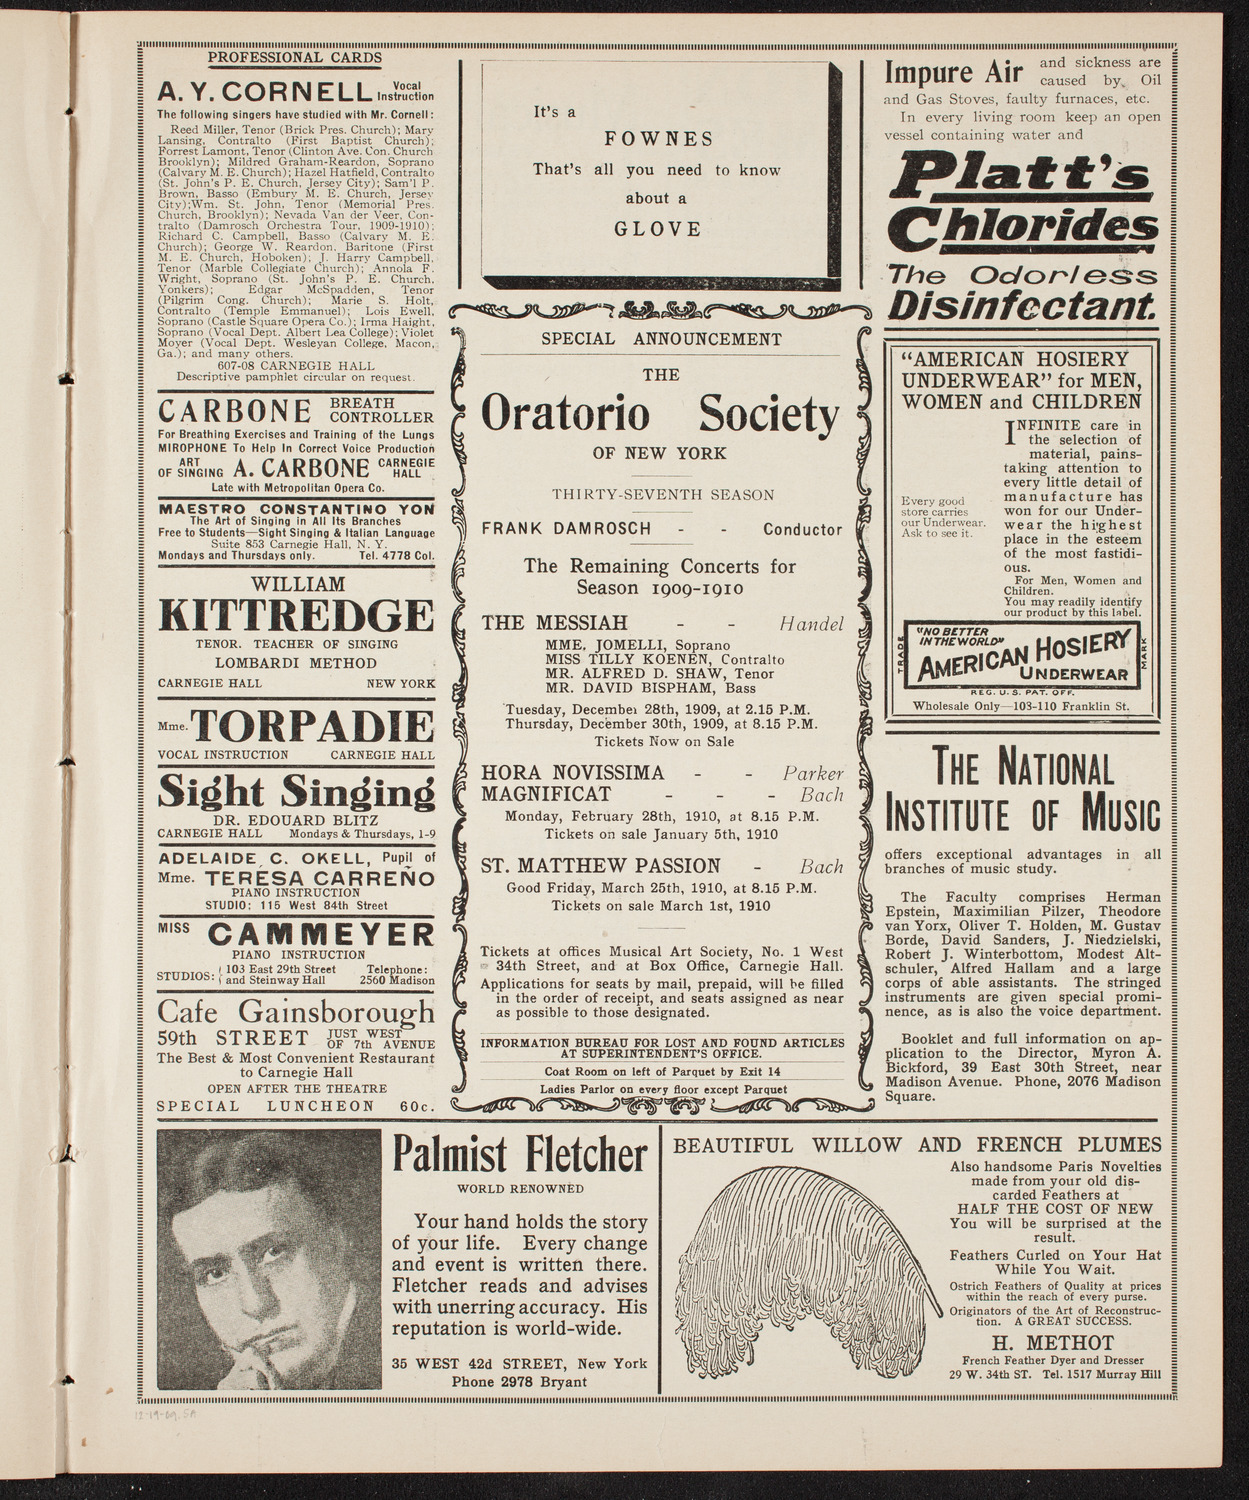 PROFESSIONAL CARDS
A. Y. CORNELL Vocal Instruction
The following singers have studied with Mr. Cornell:
Reed Miller, Tenor (Brick Pres. Church); Mary
Lansing, Contralto (First Baptist Church);
Forrest Lamont, Tenor (Clinton Ave. Con. Church
Brooklyn); Mildred Graham-Reardon, Soprano
(Calvary M. E. Church); Hazel Hatfield, Contralto
(St. John's P. E. Church, Jersey City); Sam'l P.
Brown, Basso (Embury M. E. Church, Jersey
City); Wm. St. John, Tenor (Memorial Pres.
Church, Brooklyn); Nevada Van der Veer, Con-
tralto (Damrosch Orchestra Tour, 1909-1910);
Richard C. Campbell, Basso (Calvary M. E.
Church); George W. Reardon, Baritone (First
M. E. Church, Hoboken); J. Harry Campbell,
Tenor (Marble Collegiate Church); Annola F.
Wright, Soprano (St. John's P. E. Church,
Yonkers); Edgar McSpadden, Tenor
(Pilgrim Cong. Church); Marie S. Holt,
Contralto (Temple Emmanuel); Lois Ewell,
Soprano (Castle Square Opera Co.); Irma Haight,
Soprano (Vocal Dept. Albert Lea College); Violet
Moyer (Vocal Dept. Wesleyan College, Macon,
Ga.); and many others.
607-08 CARNEGIE HALL
Descriptive pamphlet circular on request.
CARBONE BREATH CONTROLLER
For Breathing Exercises and Training of the Lungs
MIROPHONE To Help In Correct Voice Production
ART OF SINGING A. CARBONE CARNEGIE HALL
Late with Metropolitan Opera Co.
MAESTRO CONSTANTINO YON
The Art of Singing in All Its Branches
Free to Students—Sight Singing & Italian Language
Suite 853 Carnegie Hall, N. Y.
Mondays and Thursdays only. Tel. 4778 Col.
WILLIAM
KITTREDGE
TENOR. TEACHER OF SINGING
LOMBARDI METHOD
CARNEGIE HALL NEW YORK
Mme. TORPADIE
VOCAL INSTRUCTION CARNEGIE HALL
Sight Singing
DR. EDOUARD BLITZ
CARNEGIE HALL Mondays & Thursdays, 1-9
ADELAIDE C. OKELL, Pupil of
Mme. TERESA CARREÑO
PIANO INSTRUCTION
STUDIO: 115 West 84th Street
MISS CAMMEYER
PIANO INSTRUCTION
STUDIOS: 103 East 29th Street and Steinway Hall Telephone: 2560 Madison
Cafe Gainsborough
59th STREET JUST WEST OF 7th AVENUE
The Best & Most Convenient Restaurant
to Carnegie Hall
OPEN AFTER THE THEATRE
SPECIAL LUNCHEON 60c.
It's a
FOWNES
That's all you need to know
about a
GLOVE
SPECIAL ANNOUNCEMENT
THE
Oratorio Society
OF NEW YORK
THIRTY-SEVENTH SEASON
FRANK DAMROSCH - - Conductor
The Remaining Concerts for
Season 1909-1910
THE MESSIAH - - Handel
MME. JOMELLI, Soprano
MISS TILLY KOENEN, Contralto
MR. ALFRED D. SHAW, Tenor
MR. DAVID BISPHAM, Bass
Tuesday, December 28th, 1909, at 2.15 P.M.
Thursday, December 30th, 1909, at 8.15 P.M.
Tickets Now on Sale
HORA NOVISSIMA - - Parker
MAGNIFICAT - - - Bach
Monday, February 28th, 1910, at 8.15 P.M.
Tickets on sale January 5th, 1910
ST. MATTHEW PASSION - Bach
Good Friday, March 25th, 1910, at 8.15 P.M.
Tickets on sale March 1st, 1910
Tickets at offices Musical Art Society, No. 1 West
34th Street, and at Box Office, Carnegie Hall.
Applications for seats by mail, prepaid, will be filled
in the order of receipt, and seats assigned as near
as possible to those designated.
INFORMATION BUREAU FOR LOST AND FOUND ARTICLES
AT SUPERINTENDENT'S OFFICE.
Coat Room on left of Parquet by Exit 14
Ladies Parlor on every floor except Parquet
Impure Air and sickness are
caused by Oil
and Gas Stoves, faulty furnaces, etc.
In every living room keep an open
vessel containing water and
Platt's
Chlorides
The Odorless
Disinfectant.
"AMERICAN HOSIERY
UNDERWEAR" for MEN,
WOMEN and CHILDREN
INFINITE care in
the selection of
material, pains-
taking attention to
every little detail of
manufacture has
won for our Under-
wear the highest
place in the esteem
of the most fastidi-
ous.
For Men, Women and
Children.
You may readily identify
our product by this label.
Every good
store carries
our Underwear.
Ask to see it.
TRADE MARK
"NO BETTER
IN THE WORLD"
AMERICAN HOSIERY
UNDERWEAR
REG. U. S. PAT. OFF.
Wholesale Only—103-110 Franklin St.
THE NATIONAL
INSTITUTE OF MUSIC
offers exceptional advantages in all
branches of music study.
The Faculty comprises Herman
Epstein, Maximilian Pilzer, Theodore
van Yorx, Oliver T. Holden, M. Gustav
Borde, David Sanders, J. Niedzielski,
Robert J. Winterbottom, Modest Alt-
schuler, Alfred Hallam and a large
corps of able assistants. The stringed
instruments are given special promi-
nence, as is also the voice department.
Booklet and full information on ap-
plication to the Director, Myron A.
Bickford, 39 East 30th Street, near
Madison Avenue. Phone, 2076 Madison
Square.
Palmist Fletcher
WORLD RENOWNED
Your hand holds the story
of your life. Every change
and event is written there.
Fletcher reads and advises
with unerring accuracy. His
reputation is world-wide.
35 WEST 42d STREET, New York
Phone 2978 Bryant
BEAUTIFUL WILLOW AND FRENCH PLUMES
Also handsome Paris Novelties
made from your old dis-
carded Feathers at
HALF THE COST OF NEW
You will be surprised at the
result.
Feathers Curled on Your Hat
While You Wait.
Ostrich Feathers of Quality at prices
within the reach of every purse.
Originators of the Art of Reconstruc-
tion. A GREAT SUCCESS.
H. METHOT
French Feather Dyer and Dresser
29 W. 34th ST. Tel. 1517 Murray Hill
12-19-09.5A